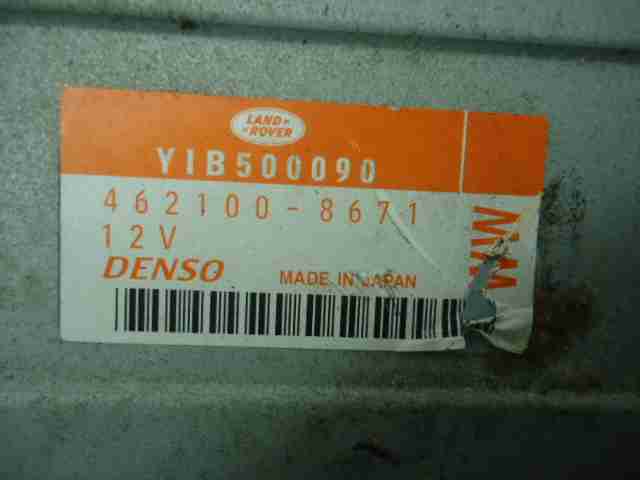 LAND
ROVER
YIB500090
462100-8671
12V
DENSO
MADE IN JAPAN